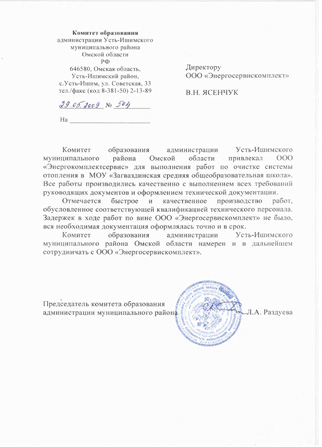 Комитет образования
администрации Усть-Ишимского
муниципального района
Омской области
РФ
646580, Омская область,
Усть-Ишимский район,
с.Усть-Ишим, ул. Советская, 33
тел./факс (код 8-381-50) 2-13-89
29.05.2009 № 504
На
Директору
ООО «Энергосервискомплект»
В.Н. ЯСЕНЧУК
Комитет образования администрации Усть-Ишимского
муниципального района Омской области привлекал ООО
«Энергокомплектсервис» для выполнения работ по очистке системы
отопления в МОУ «Загваздинская средняя общеобразовательная школа».
Все работы производились качественно с выполнением всех требований
руководящих документов и оформлением технической документации.
Отмечается быстрое и качественное производство работ,
обусловленное соответствующей квалификацией технического персонала.
Задержек в ходе работ по вине ООО «Энергосервискомплект» не было,
вся необходимая документация оформлялась точно и в срок.
Комитет образования администрации Усть-Ишимского
муниципального района Омской области намерен и в дальнейшем
сотрудничать с ООО «Энергосервискомплект».
Председатель комитета образования
администрации муниципального района Л.А. Раздуева